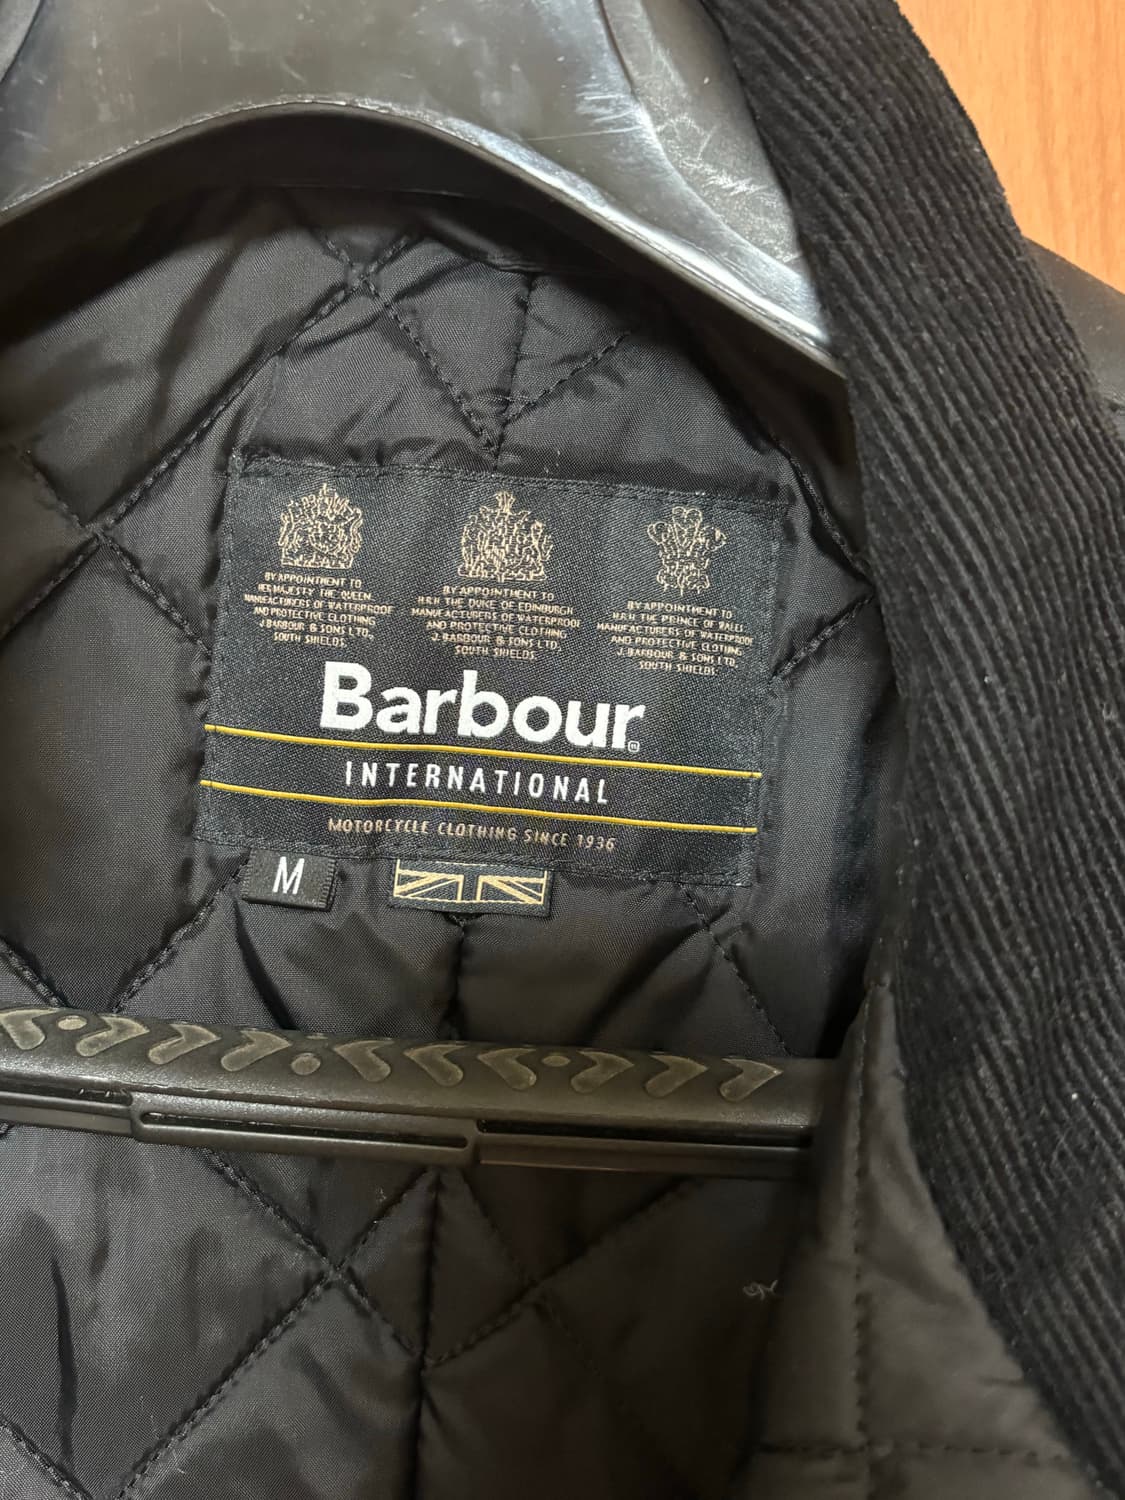 BY APPOINTMENT TO
HER MAJESTY THE QUEEN
MANUFACTURERS OF WATERPROOF
AND PROTECTIVE CLOTHING
J.BARBOUR & SONS LTD.
SOUTH SHIELDS
BY APPOINTMENT TO
H.R.H. THE DUKE OF EDINBURGH
MANUFACTURERS OF WATERPROOF
AND PROTECTIVE CLOTHING
J.BARBOUR & SONS LTD.
SOUTH SHIELDS
BY APPOINTMENT TO
H.R.H. THE PRINCE OF WALES
MANUFACTURERS OF WATERPROOF
AND PROTECTIVE CLOTHING
J.BARBOUR & SONS LTD.
SOUTH SHIELDS
Barbour®
INTERNATIONAL
MOTORCYCLE CLOTHING SINCE 1936
M